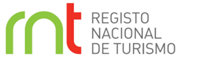 rnt REGISTO
NACIONAL
DE TURISMO